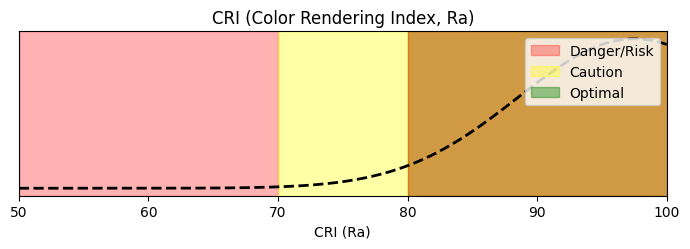 CRI (Color Rendering Index, Ra)
Danger/Risk
Caution
Optimal
50 60 70 80 90 100
CRI (Ra)